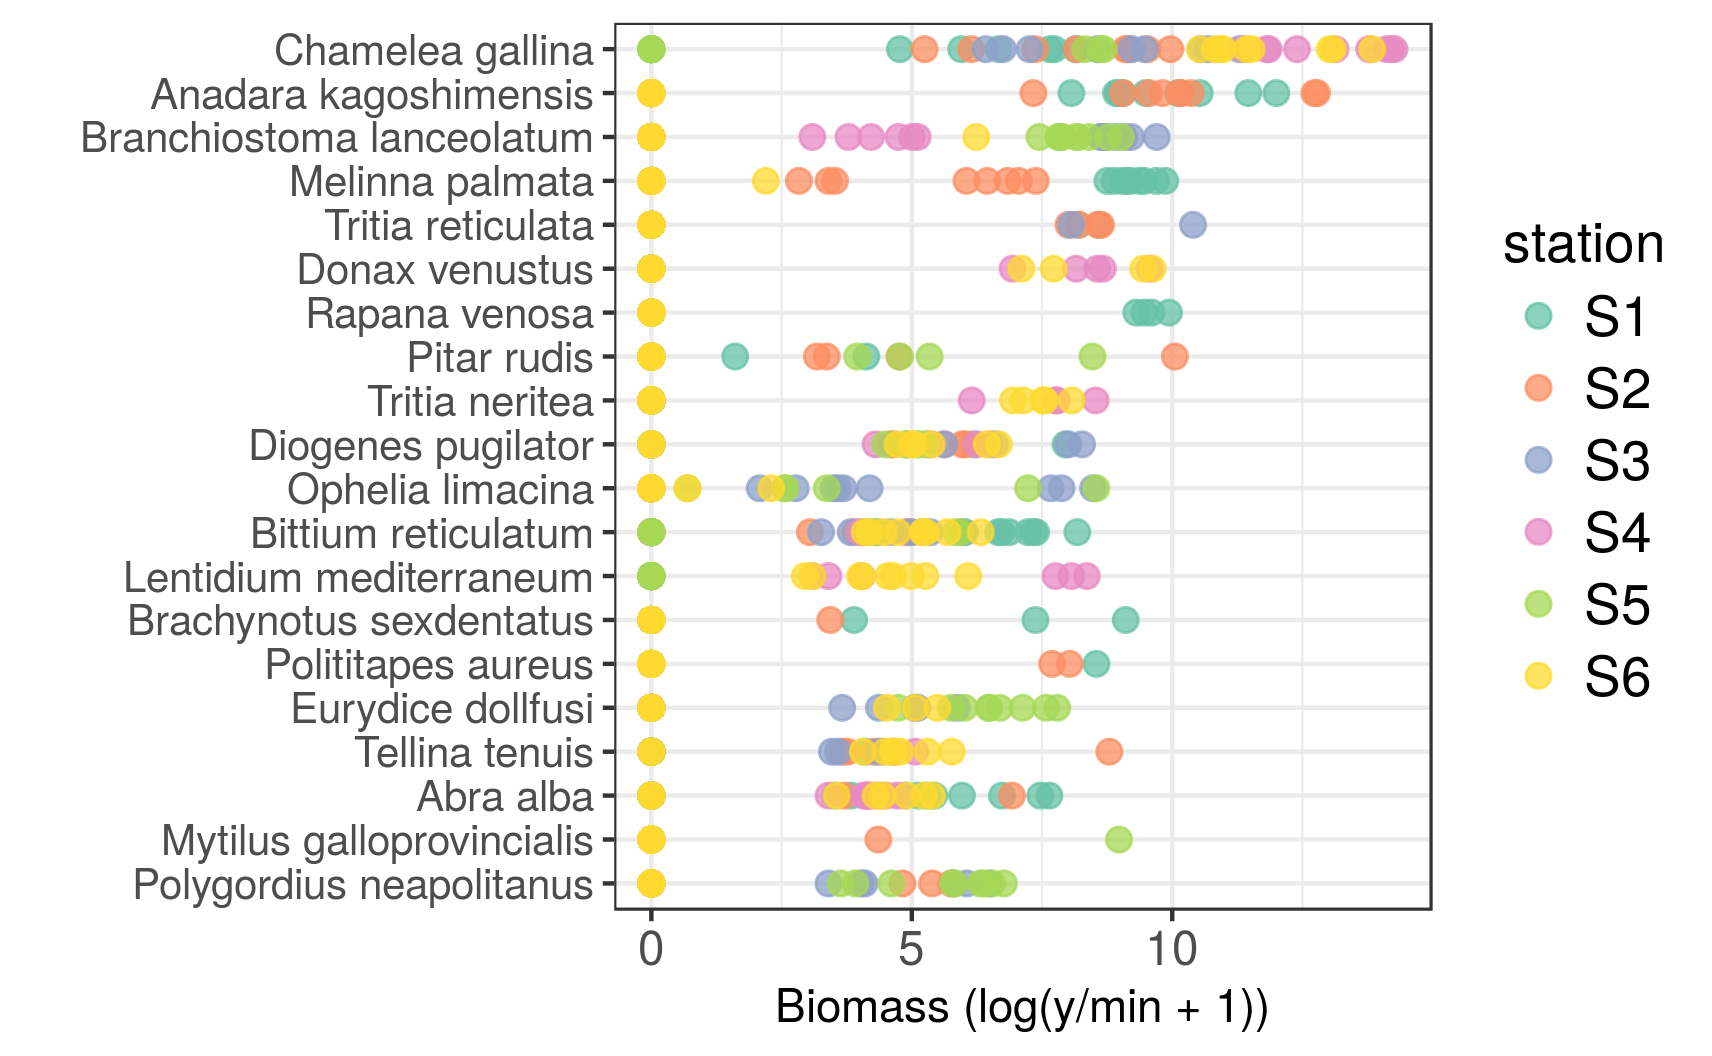 Chamelea gallina
Anadara kagoshimensis
Branchiostoma lanceolatum
Melinna palmata
Tritia reticulata
Donax venustus
Rapana venosa
Pitar rudis
Tritia neritea
Diogenes pugilator
Ophelia limacina
Bittium reticulatum
Lentidium mediterraneum
Brachynotus sexdentatus
Polititapes aureus
Eurydice dollfusi
Tellina tenuis
Abra alba
Mytilus galloprovincialis
Polygordius neapolitanus
0 5 10
Biomass (log(y/min + 1))
station
S1
S2
S3
S4
S5
S6